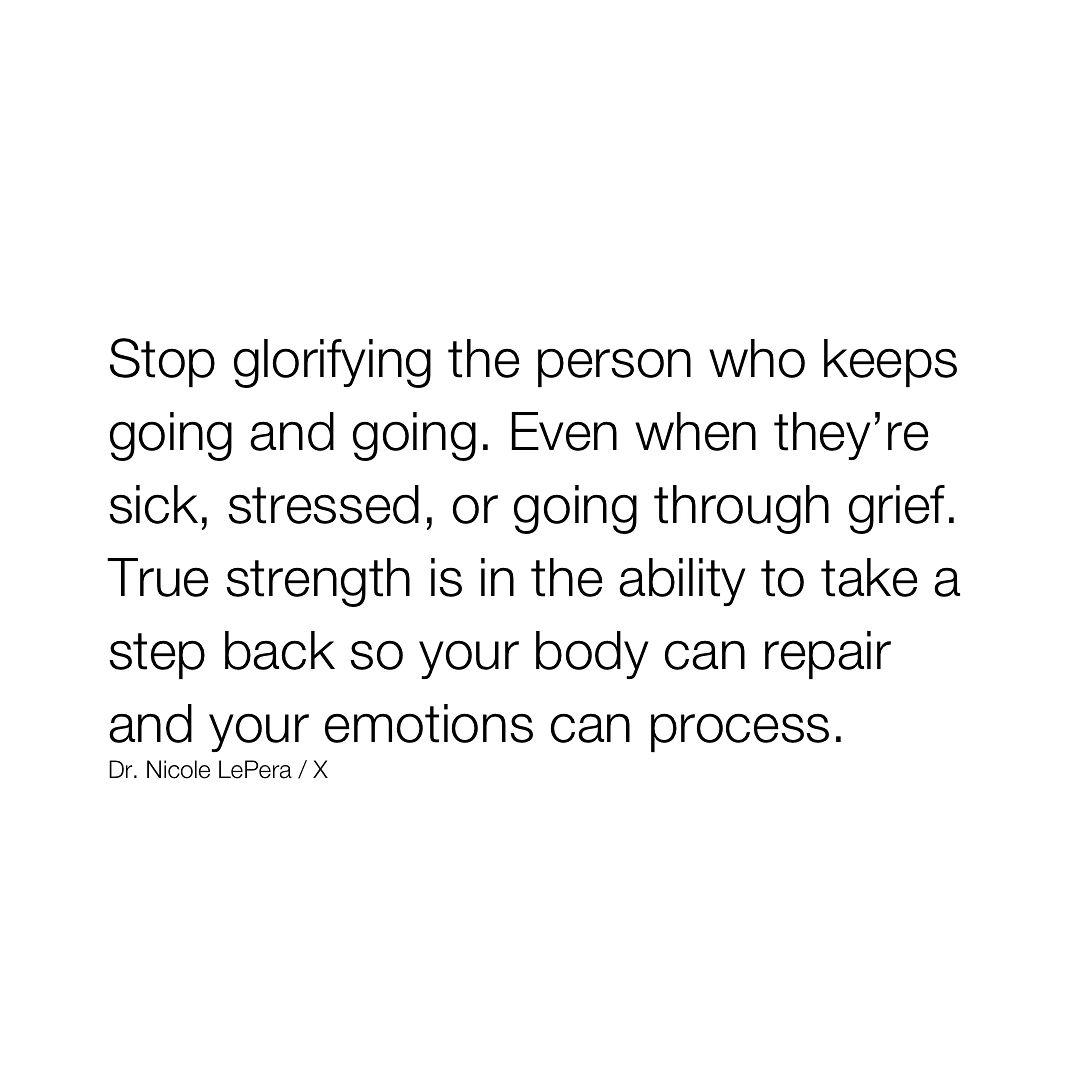 Stop glorifying the person who keeps
going and going. Even when they’re
sick, stressed, or going through grief.
True strength is in the ability to take a
step back so your body can repair
and your emotions can process.
Dr. Nicole LePera / X